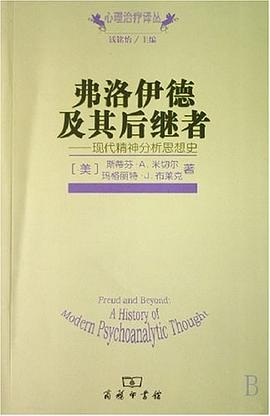 心理治疗译丛
钱铭怡/主编
弗洛伊德
及其后继者
——现代精神分析思想史
[美] 斯蒂芬·A.米切尔
玛格丽特·J.布莱克 著
Freud and Beyond:
A History of
Modern Psychoanalytic Thought
商务印书馆
B